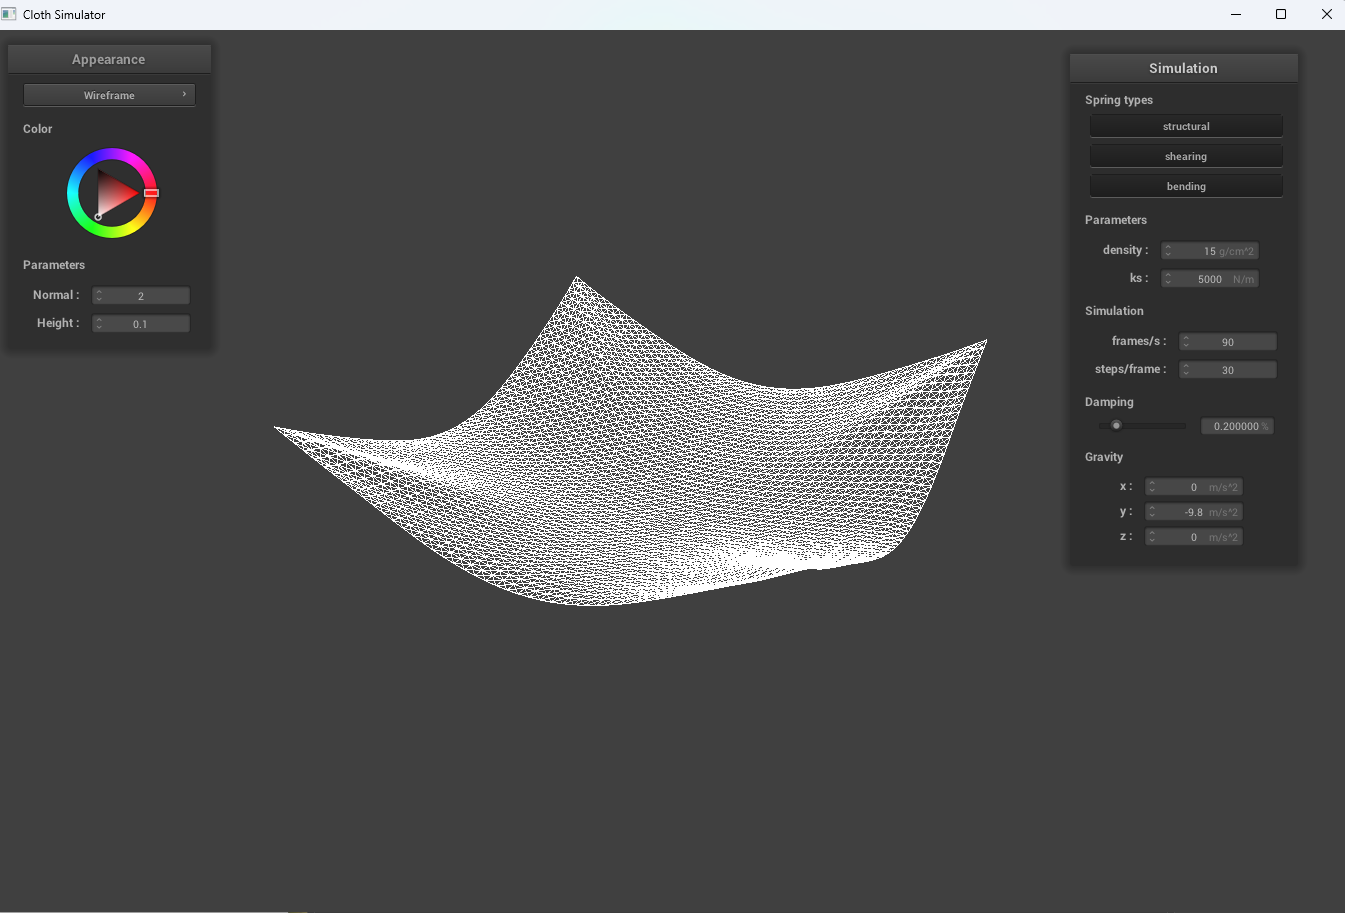 Cloth Simulator
Appearance
Wireframe
Color
Parameters
Normal : 2
Height : 0.1
Simulation
Spring types
structural
shearing
bending
Parameters
density : 15 g/cm^2
ks : 5000 N/m
Simulation
frames/s : 90
steps/frame : 30
Damping
0.200000 %
Gravity
x : 0 m/s^2
y : -9.8 m/s^2
z : 0 m/s^2